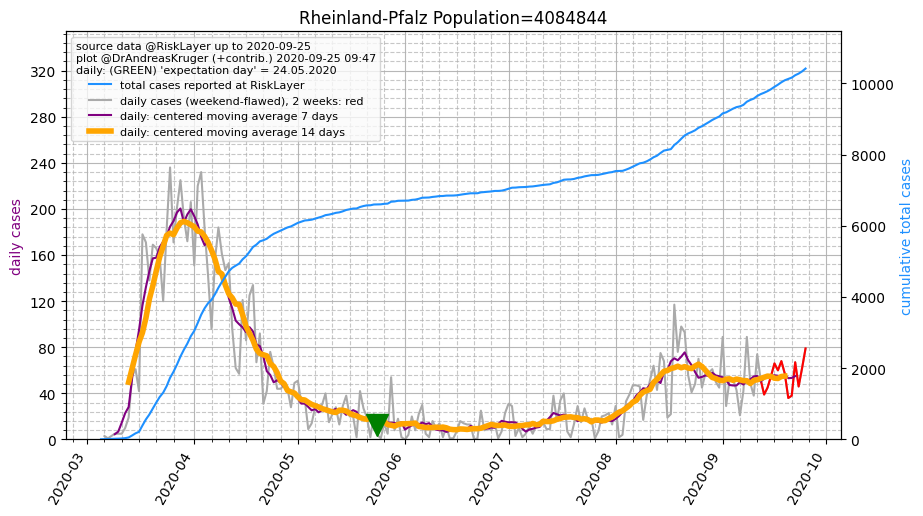 Rheinland-Pfalz Population=4084844
source data @RiskLayer up to 2020-09-25
plot @DrAndreasKruger (+contrib.) 2020-09-25 09:47
daily: (GREEN) 'expectation day' = 24.05.2020
total cases reported at RiskLayer
daily cases (weekend-flawed), 2 weeks: red
daily: centered moving average 7 days
daily: centered moving average 14 days
daily cases
320
280
240
200
160
120
80
40
0
10000
8000
6000
4000
2000
0
cumulative total cases
2020-03
2020-04
2020-05
2020-06
2020-07
2020-08
2020-09
2020-10